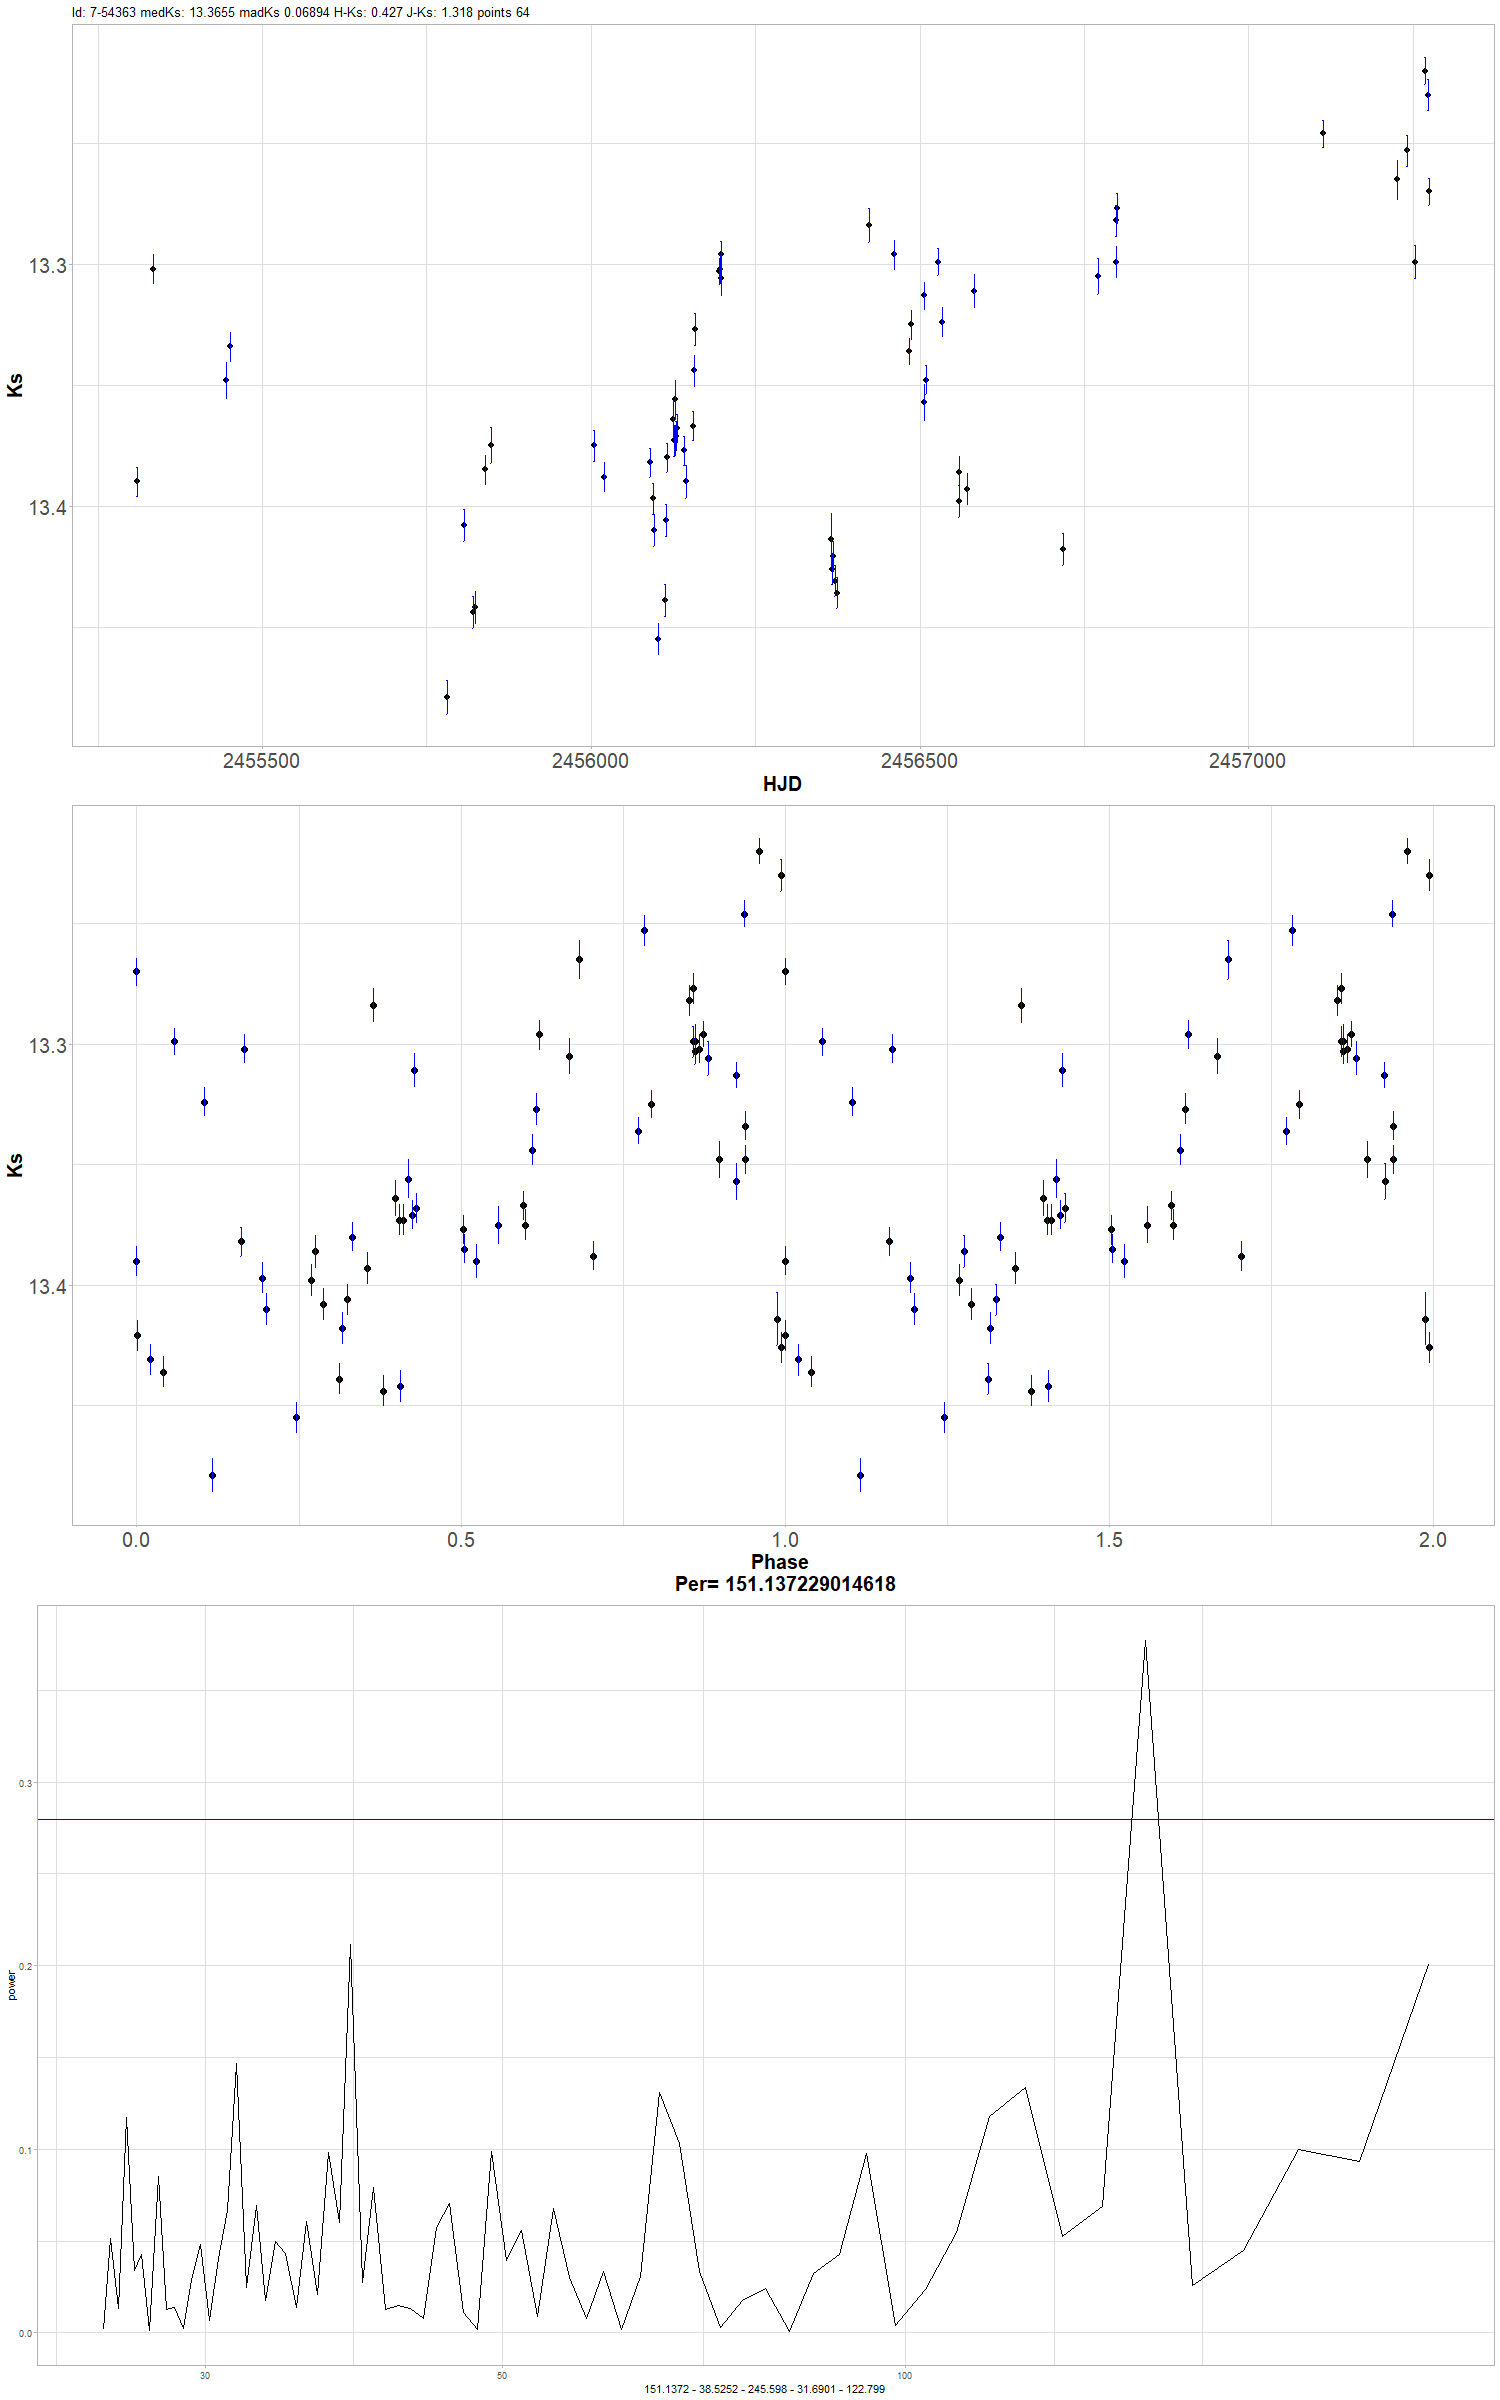 Id: 7-54363 medKs: 13.3655 madKs 0.06894 H-Ks: 0.427 J-Ks: 1.318 points 64
13.3
Ks
13.4
2455500 2456000 2456500 2457000
HJD
13.3
Ks
13.4
0.0 0.5 1.0 1.5 2.0
Phase
Per= 151.137229014618
0.3
0.2
power
0.1
0.0
30 50 100
151.1372 - 38.5252 - 245.598 - 31.6901 - 122.799